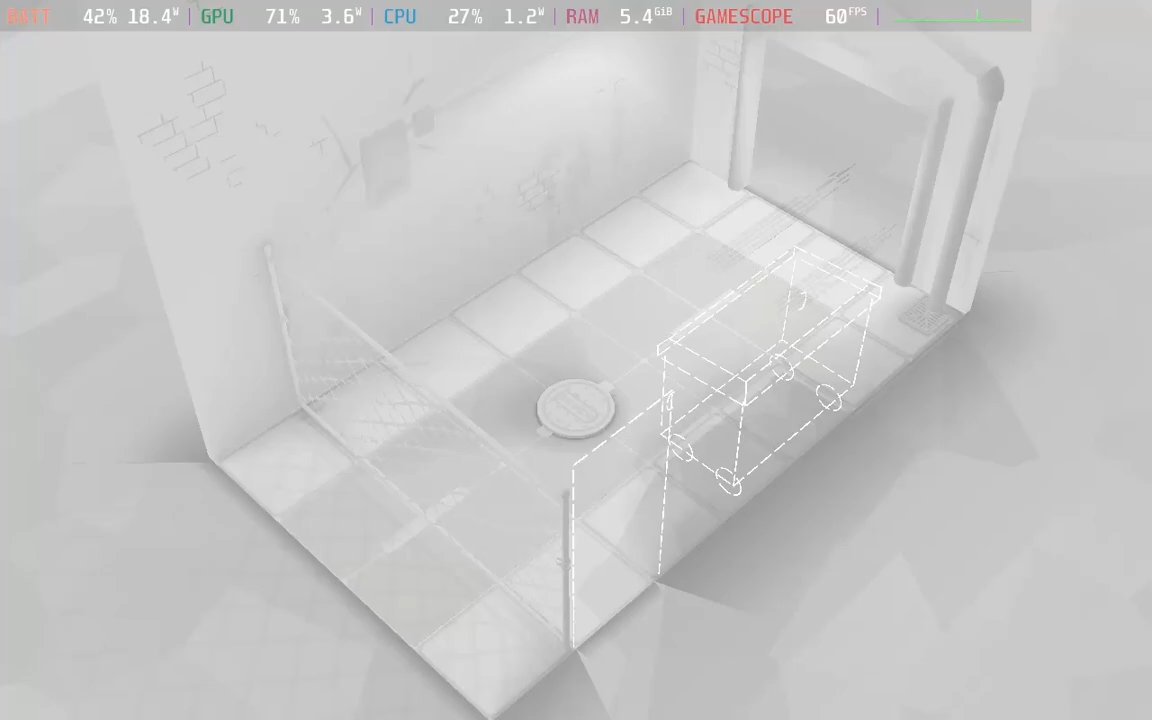 BATT 42% 18.4W | GPU 71% 3.6W | CPU 27% 1.2W | RAM 5.4GiB | GAMESCOPE 60FPS |